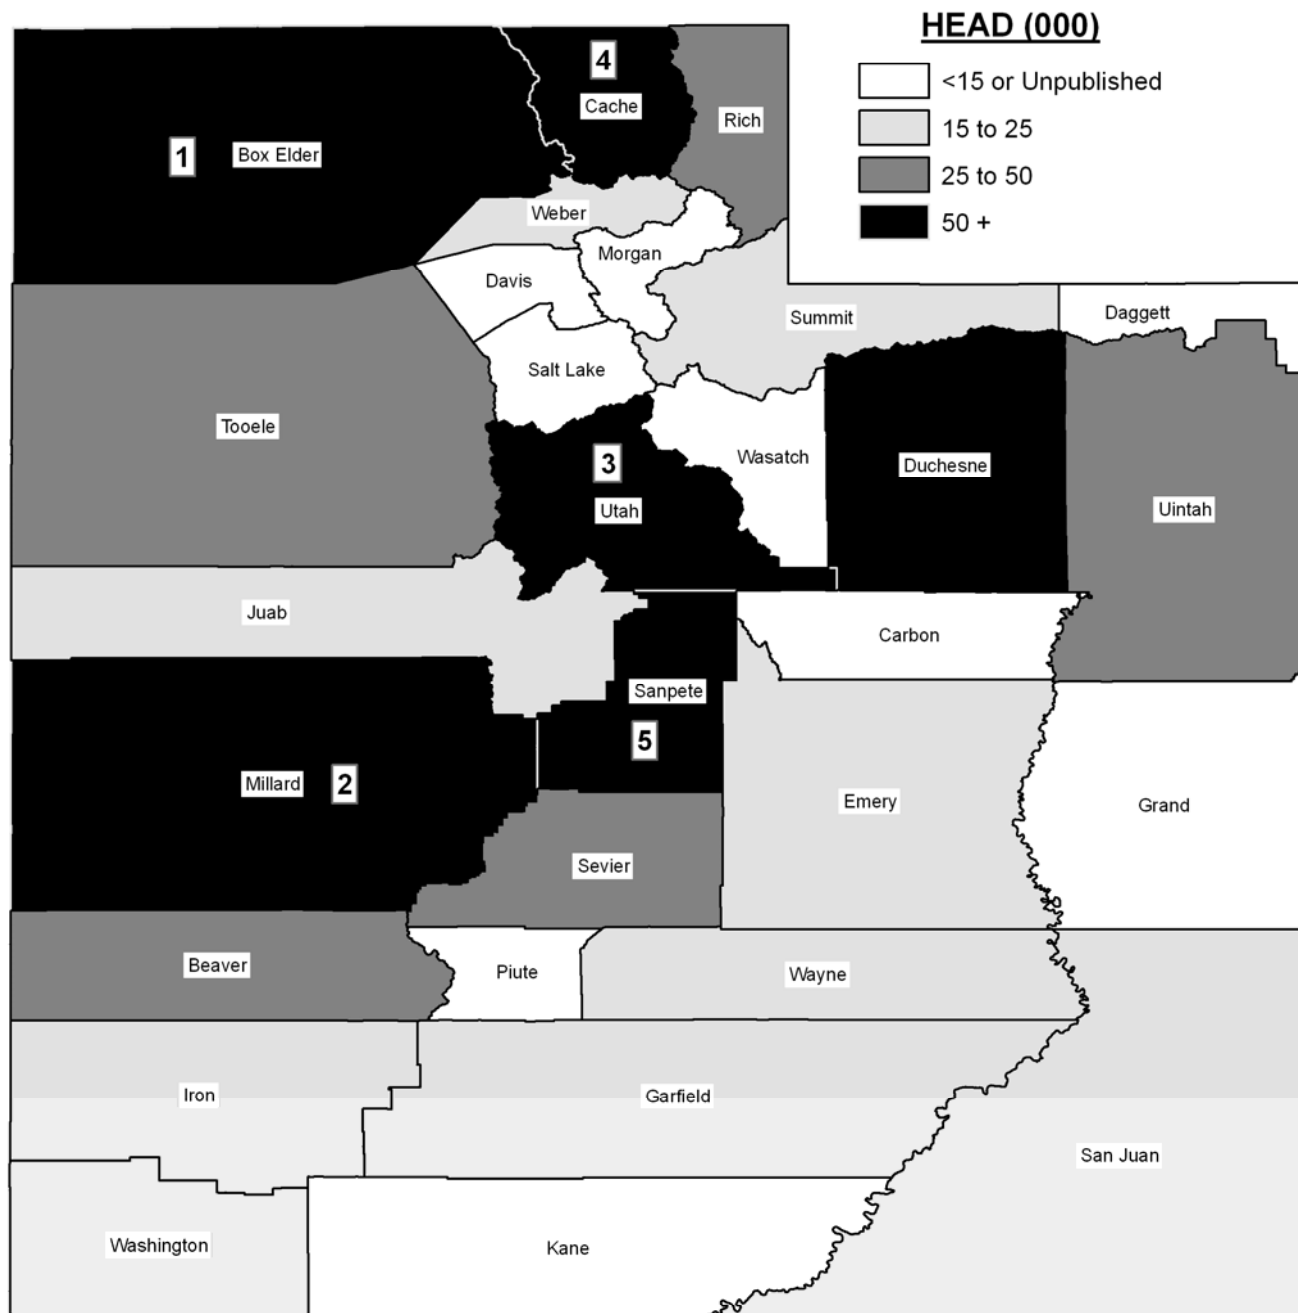 HEAD (000)
<15 or Unpublished
15 to 25
25 to 50
50 +
4
Cache
Rich
1
Box Elder
Weber
Morgan
Davis
Summit
Daggett
Salt Lake
Tooele
3
Wasatch
Duchesne
Utah
Uintah
Juab
Carbon
Sanpete
5
Millard
2
Emery
Grand
Sevier
Beaver
Piute
Wayne
Iron
Garfield
San Juan
Washington
Kane